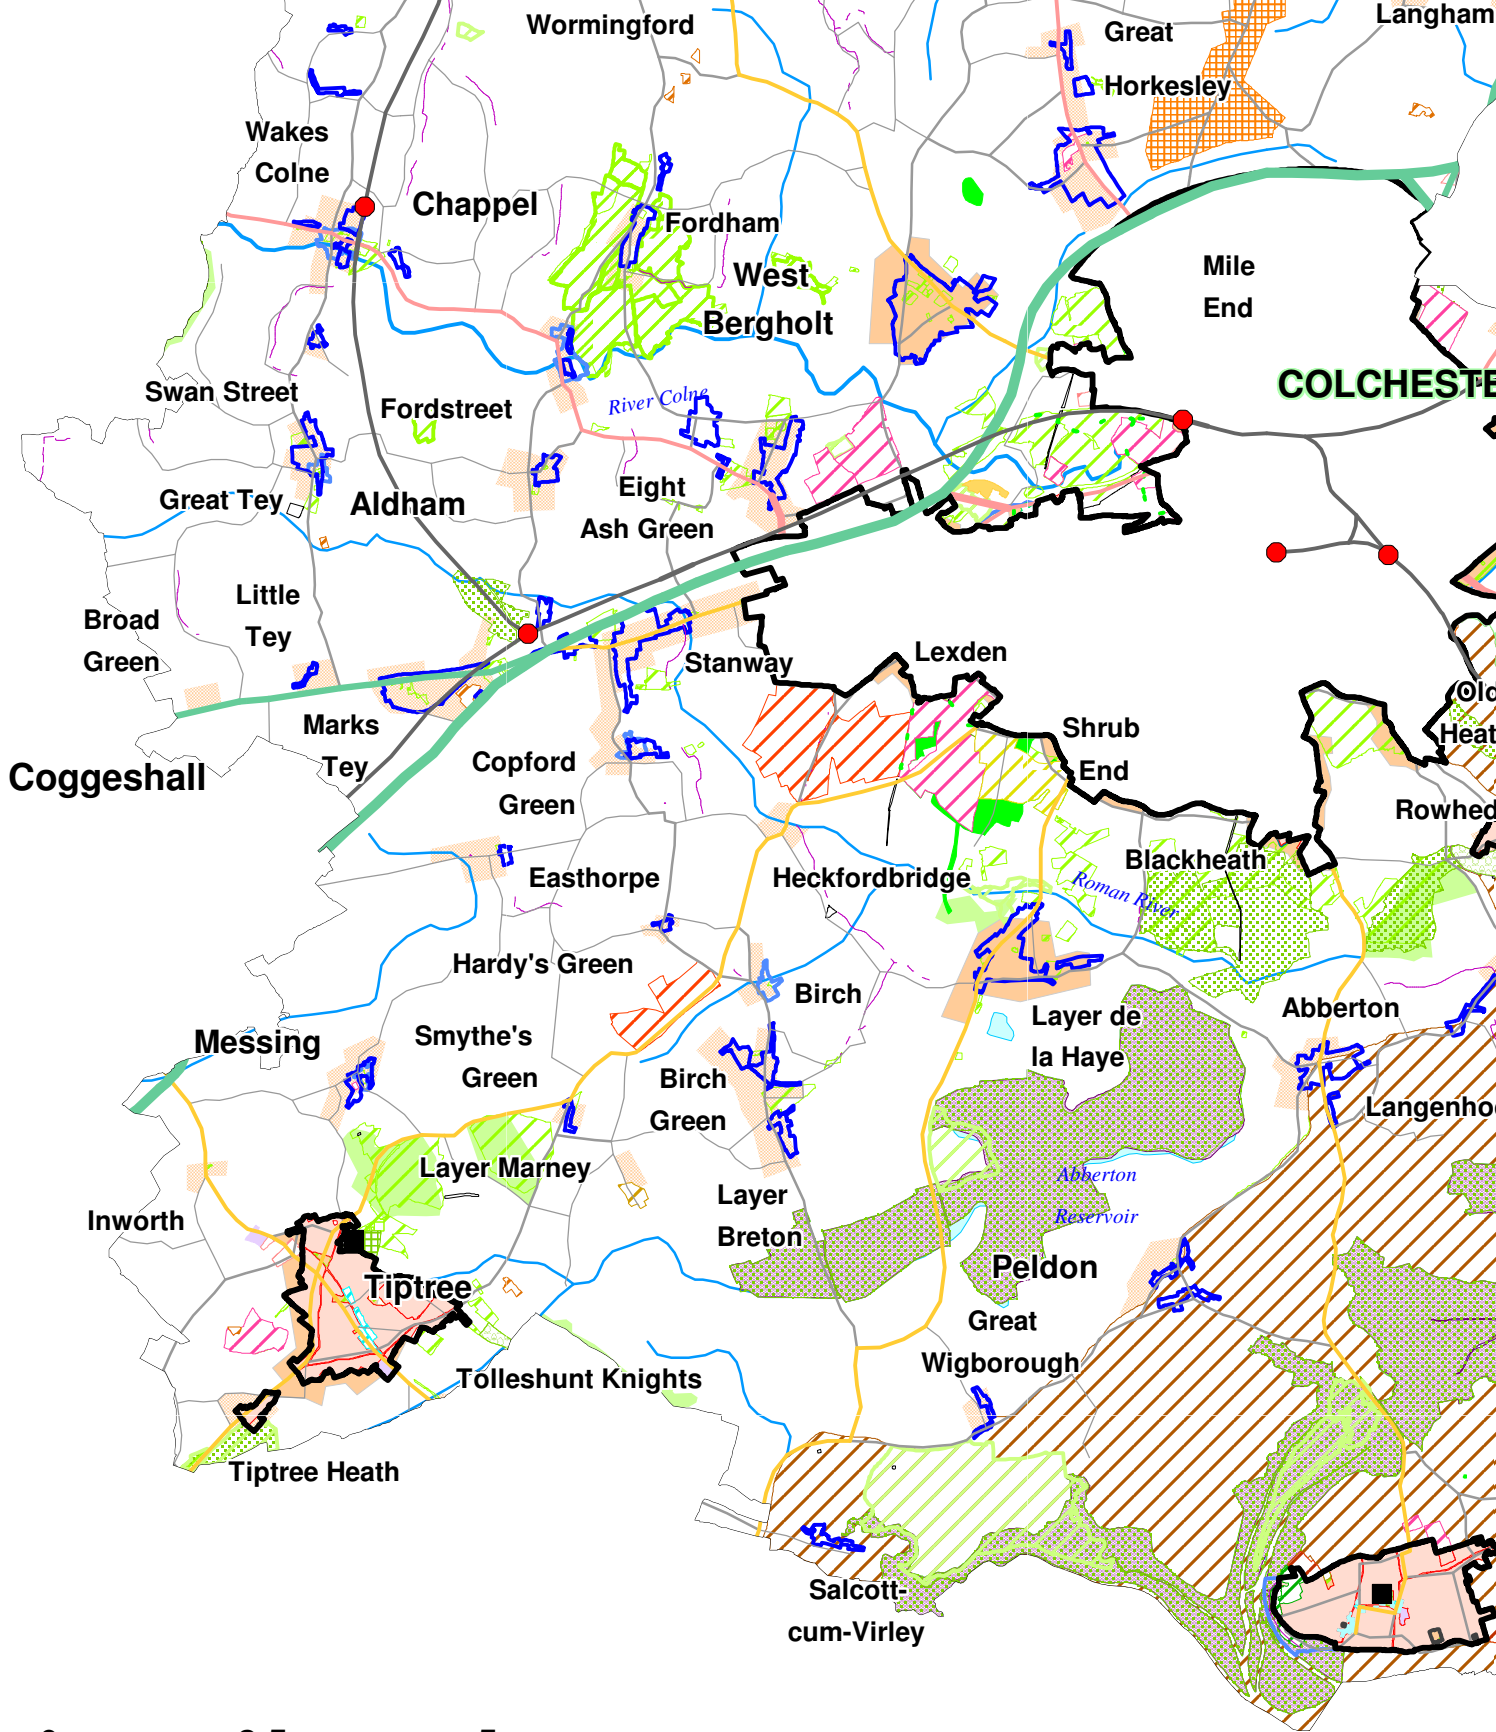 Wormingford
Great
Horkesley
Langham
Wakes
Colne
Chappel
Fordham
West
Bergholt
Mile
End
COLCHESTE
Swan Street
Fordstreet
River Colne
Great Tey
Aldham
Eight
Ash Green
Broad
Green
Little
Tey
Stanway
Lexden
Old
Heat
Marks
Tey
Shrub
End
Coggeshall
Copford
Green
Rowhed
Easthorpe
Heckfordbridge
Blackheath
Roman River
Hardy's Green
Birch
Abberton
Messing
Smythe's
Green
Layer de
la Haye
Birch
Green
Langenhoe
Layer Marney
Abberton
Reservoir
Inworth
Layer
Breton
Tiptree
Peldon
Great
Wigborough
Tolleshunt Knights
Tiptree Heath
Salcott-
cum-Virley